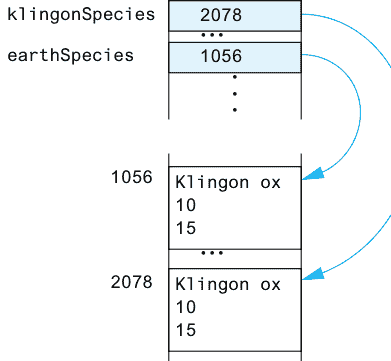 klingonSpecies 2078
...
earthSpecies 1056
1056 Klingon ox
10
15
...
2078 Klingon ox
10
15